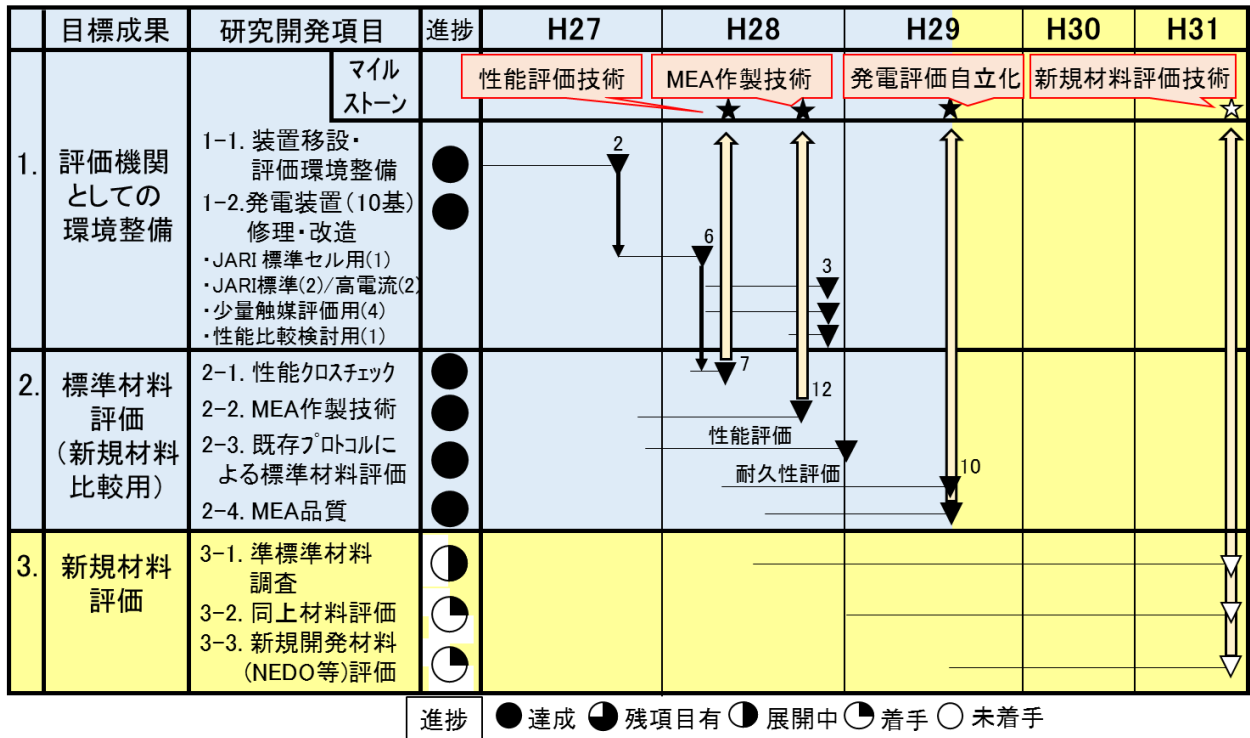 目標成果 研究開発項目 進捗 H27 H28 H29 H30 H31
マイル
ストーン
性能評価技術 MEA作製技術 発電評価自立化 新規材料評価技術
1. 評価機関
としての
環境整備
1-1. 装置移設・
評価環境整備
1-2.発電装置(10基)
修理・改造
・JARI 標準セル用(1)
・JARI標準(2)/高電流(2)
・少量触媒評価用(4)
・性能比較検討用(1)
2
6
3
2. 標準材料
評価
(新規材料
比較用)
2-1. 性能クロスチェック
2-2. MEA作製技術
2-3. 既存プロトコルに
よる標準材料評価
2-4. MEA品質
7
12
性能評価
耐久性評価
10
3. 新規材料
評価
3-1. 準標準材料
調査
3-2. 同上材料評価
3-3. 新規開発材料
(NEDO等)評価
進捗 ●達成 残項目有 展開中 着手 ○未着手